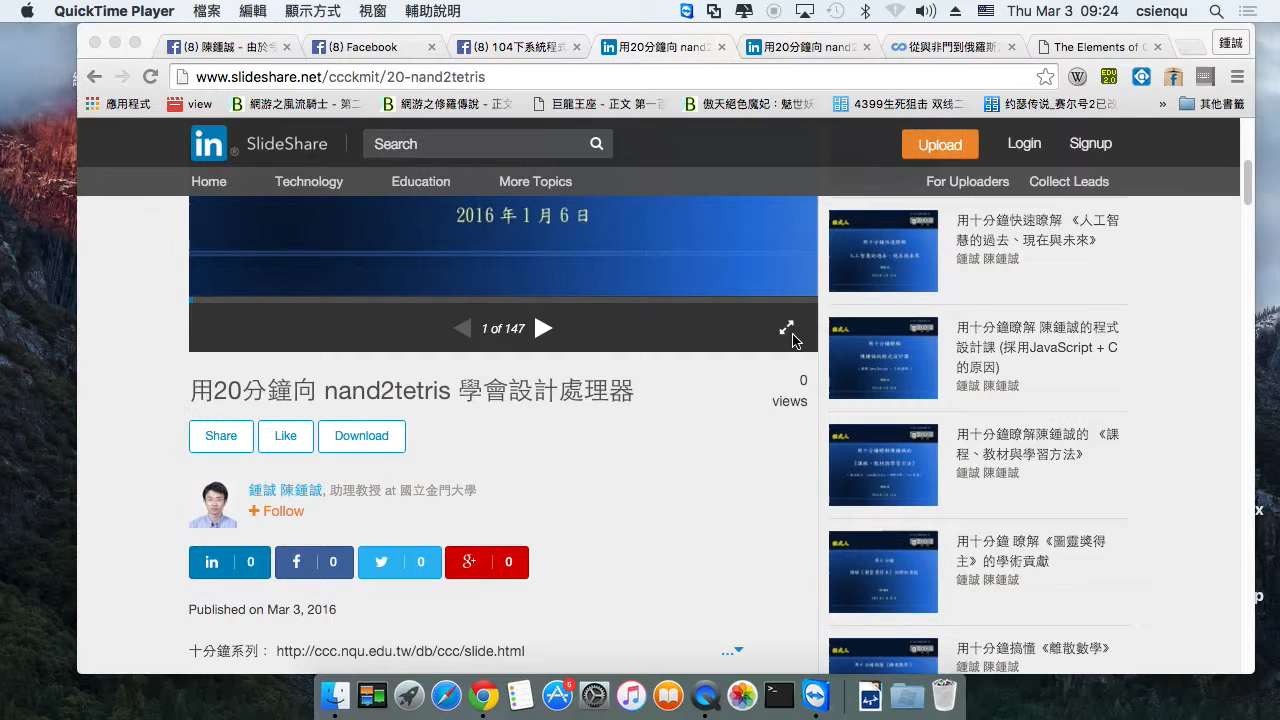 QuickTime Player 檔案 編輯 顯示方式 視窗 輔助說明 Thu Mar 3 09:24 csienqu
(8) 陳鍾誠 - 由於今
(8) Facebook
(8) 104下系統程式
用20分鐘向 nand2
用20分鐘向 nand2
從與非門到俄羅斯
The Elements of C
鍾誠
www.slideshare.net/ccckmit/20-nand2tetris
應用程式 view 網游之風流騎士 - 第二 網游之修羅傳說 - 正文 巨龍王座 - 正文 第一百 傲天絕色魔妃：魅世妖 43949生死狙击 双线二 约瑟传说_赛尔号2已改 » 其他書籤
in SlideShare Search Upload Login Signup
Home Technology Education More Topics For Uploaders Collect Leads
2016 年 1 月 6 日
1 of 147
用20分鐘向 nand2tetris 學會設計處理器
0
views
Share Like Download
鍾誠 陳鍾誠, 助理教授 at 國立金門大學
Follow
in 0 f 0 0 g+ 0
Published on Mar 3, 2016
十分鐘系列： http://ccc.nqu.edu.tw/db/ccc/slide.html ...
用十分鐘快速瞭解 《人工智
慧的過去、現在與未來》
鍾誠 陳鍾誠
用十分鐘瞭解 陳鍾誠的程式
設計課 (採用JavaScript + C
的原因)
鍾誠 陳鍾誠
用十分鐘瞭解陳鍾誠的 《課
程、教材與學習方法》
鍾誠 陳鍾誠
用十分鐘 瞭解《圖靈獎得
主》的學術貢獻
鍾誠 陳鍾誠
用十分鐘搞懂《離散數學》
鍾誠 陳鍾誠